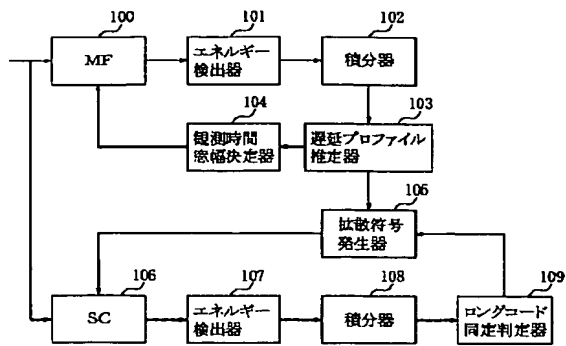 100
101
102
MF
エネルギー
検出器
積分器
104
103
観測時間
窓幅決定器
遅延プロファイル
推定器
105
拡散符号
発生器
106
107
108
109
SC
エネルギー
検出器
積分器
ロングコード
同定判定器